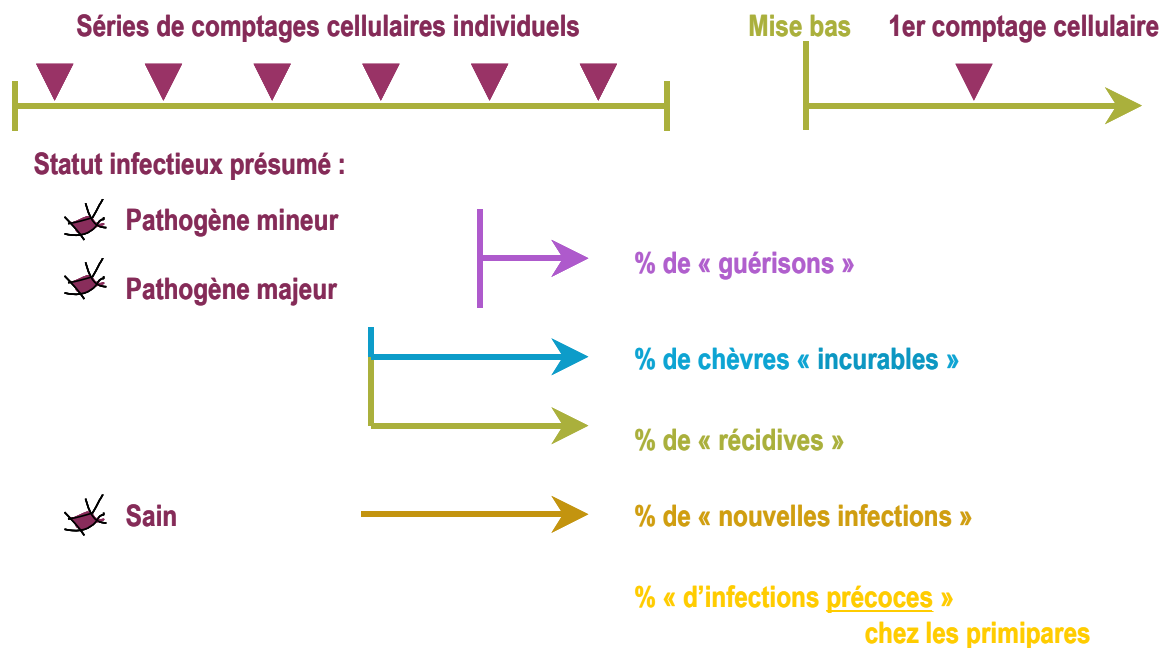 Séries de comptages cellulaires individuels
Mise bas
1er comptage cellulaire
Statut infectieux présumé :
Pathogène mineur
Pathogène majeur
% de « guérisons »
% de chèvres « incurables »
% de « récidives »
Sain
% de « nouvelles infections »
% « d’infections précoces »
chez les primipares